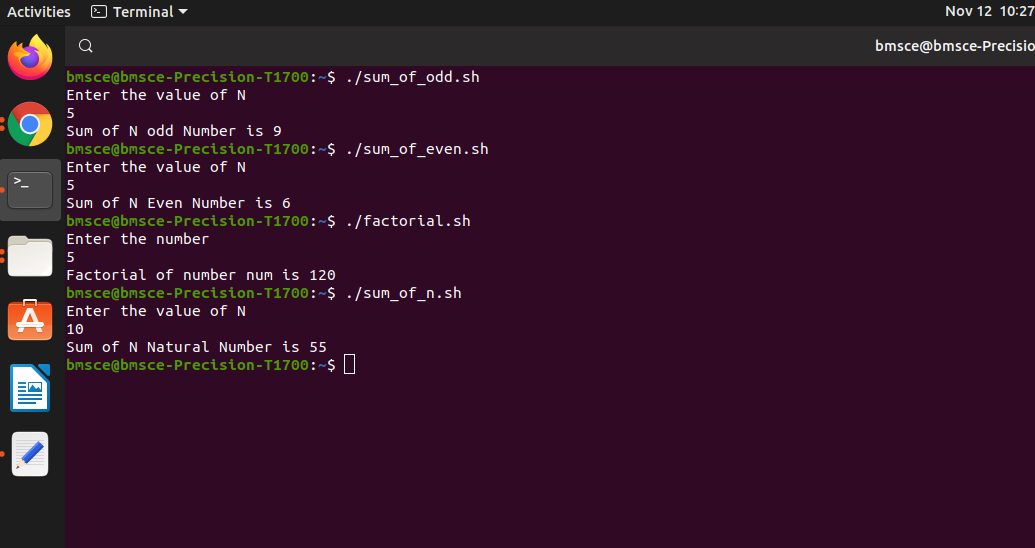 Activities Terminal Nov 12 10:27
bmsce@bmsce-Precisio
bmsce@bmsce-Precision-T1700:~$ ./sum_of_odd.sh
Enter the value of N
5
Sum of N odd Number is 9
bmsce@bmsce-Precision-T1700:~$ ./sum_of_even.sh
Enter the value of N
5
Sum of N Even Number is 6
bmsce@bmsce-Precision-T1700:~$ ./factorial.sh
Enter the number
5
Factorial of number num is 120
bmsce@bmsce-Precision-T1700:~$ ./sum_of_n.sh
Enter the value of N
10
Sum of N Natural Number is 55
bmsce@bmsce-Precision-T1700:~$